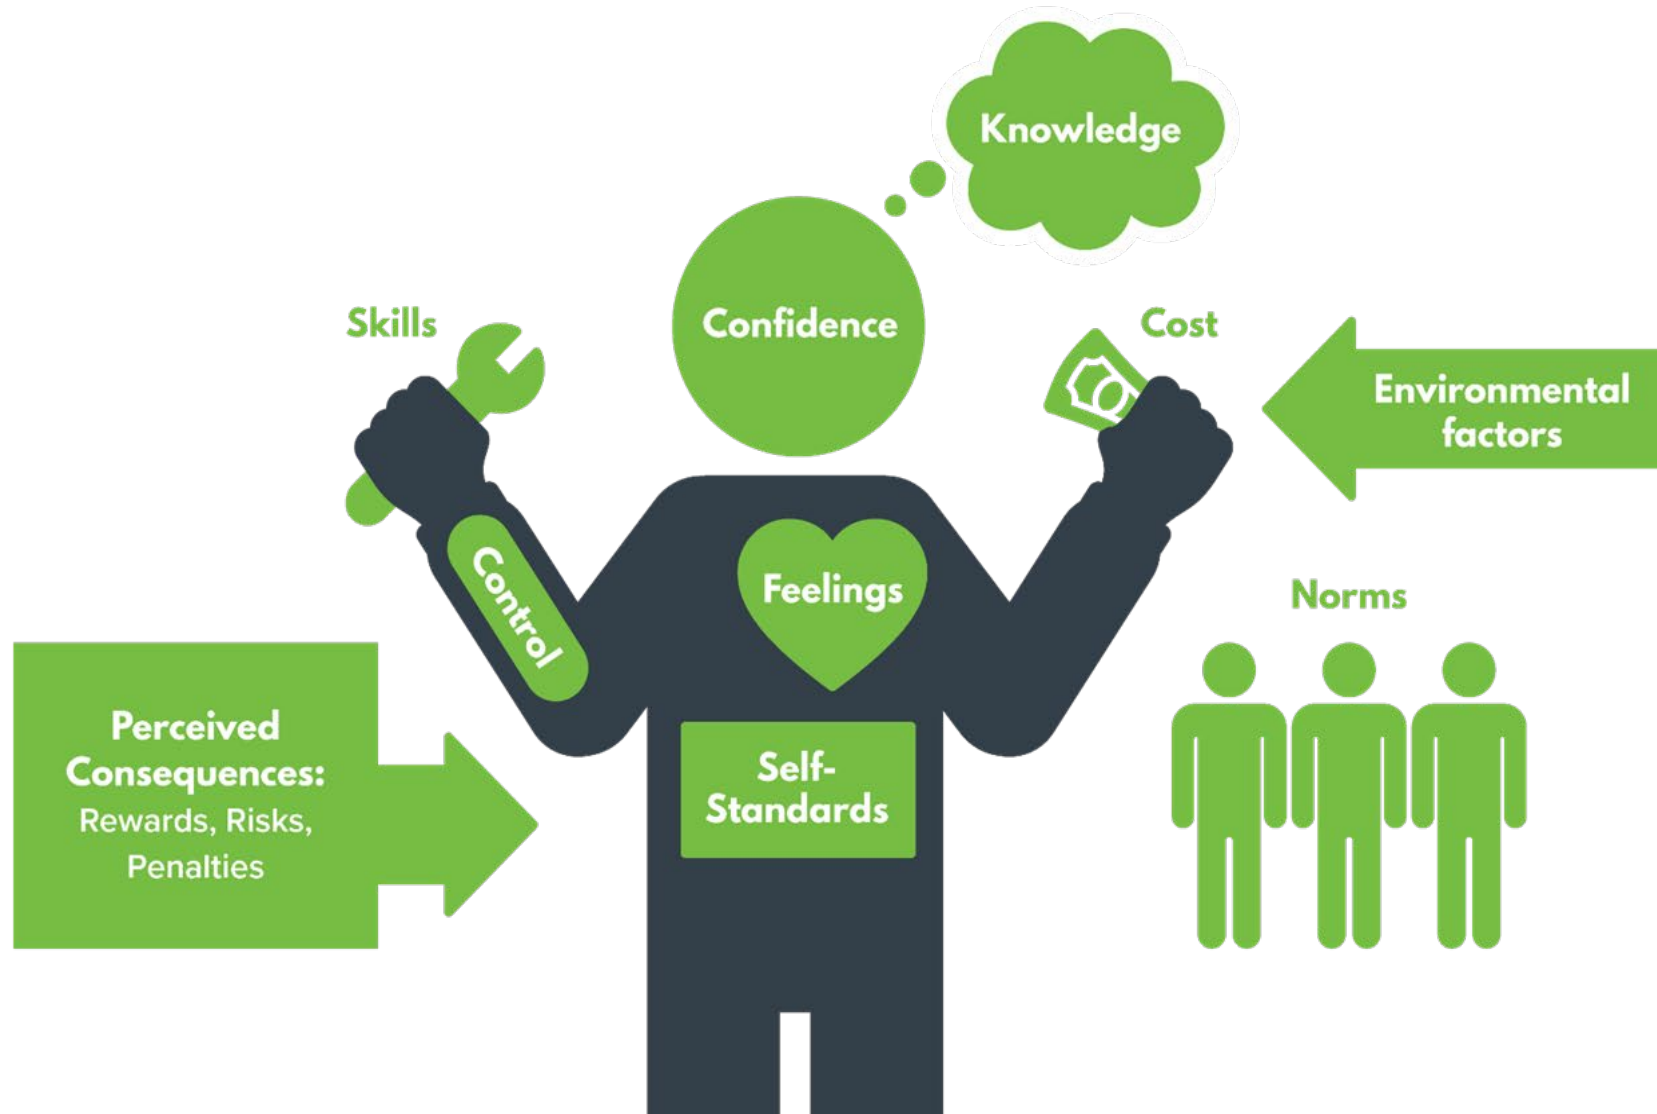 Knowledge
Skills
Confidence
Cost
Environmental
factors
Control
Feelings
Norms
Perceived
Consequences:
Rewards, Risks,
Penalties
Self-
Standards